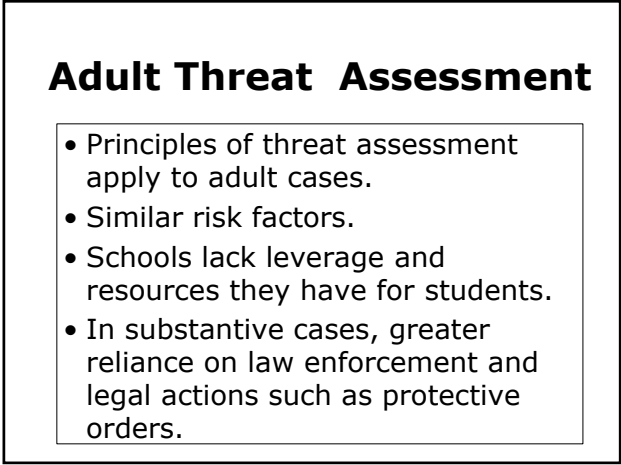 Adult Threat  Assessment
• Principles of threat assessment
apply to adult cases.
• Similar risk factors.
• Schools lack leverage and
resources they have for students.
• In substantive cases, greater
reliance on law enforcement and
legal actions such as protective
orders.